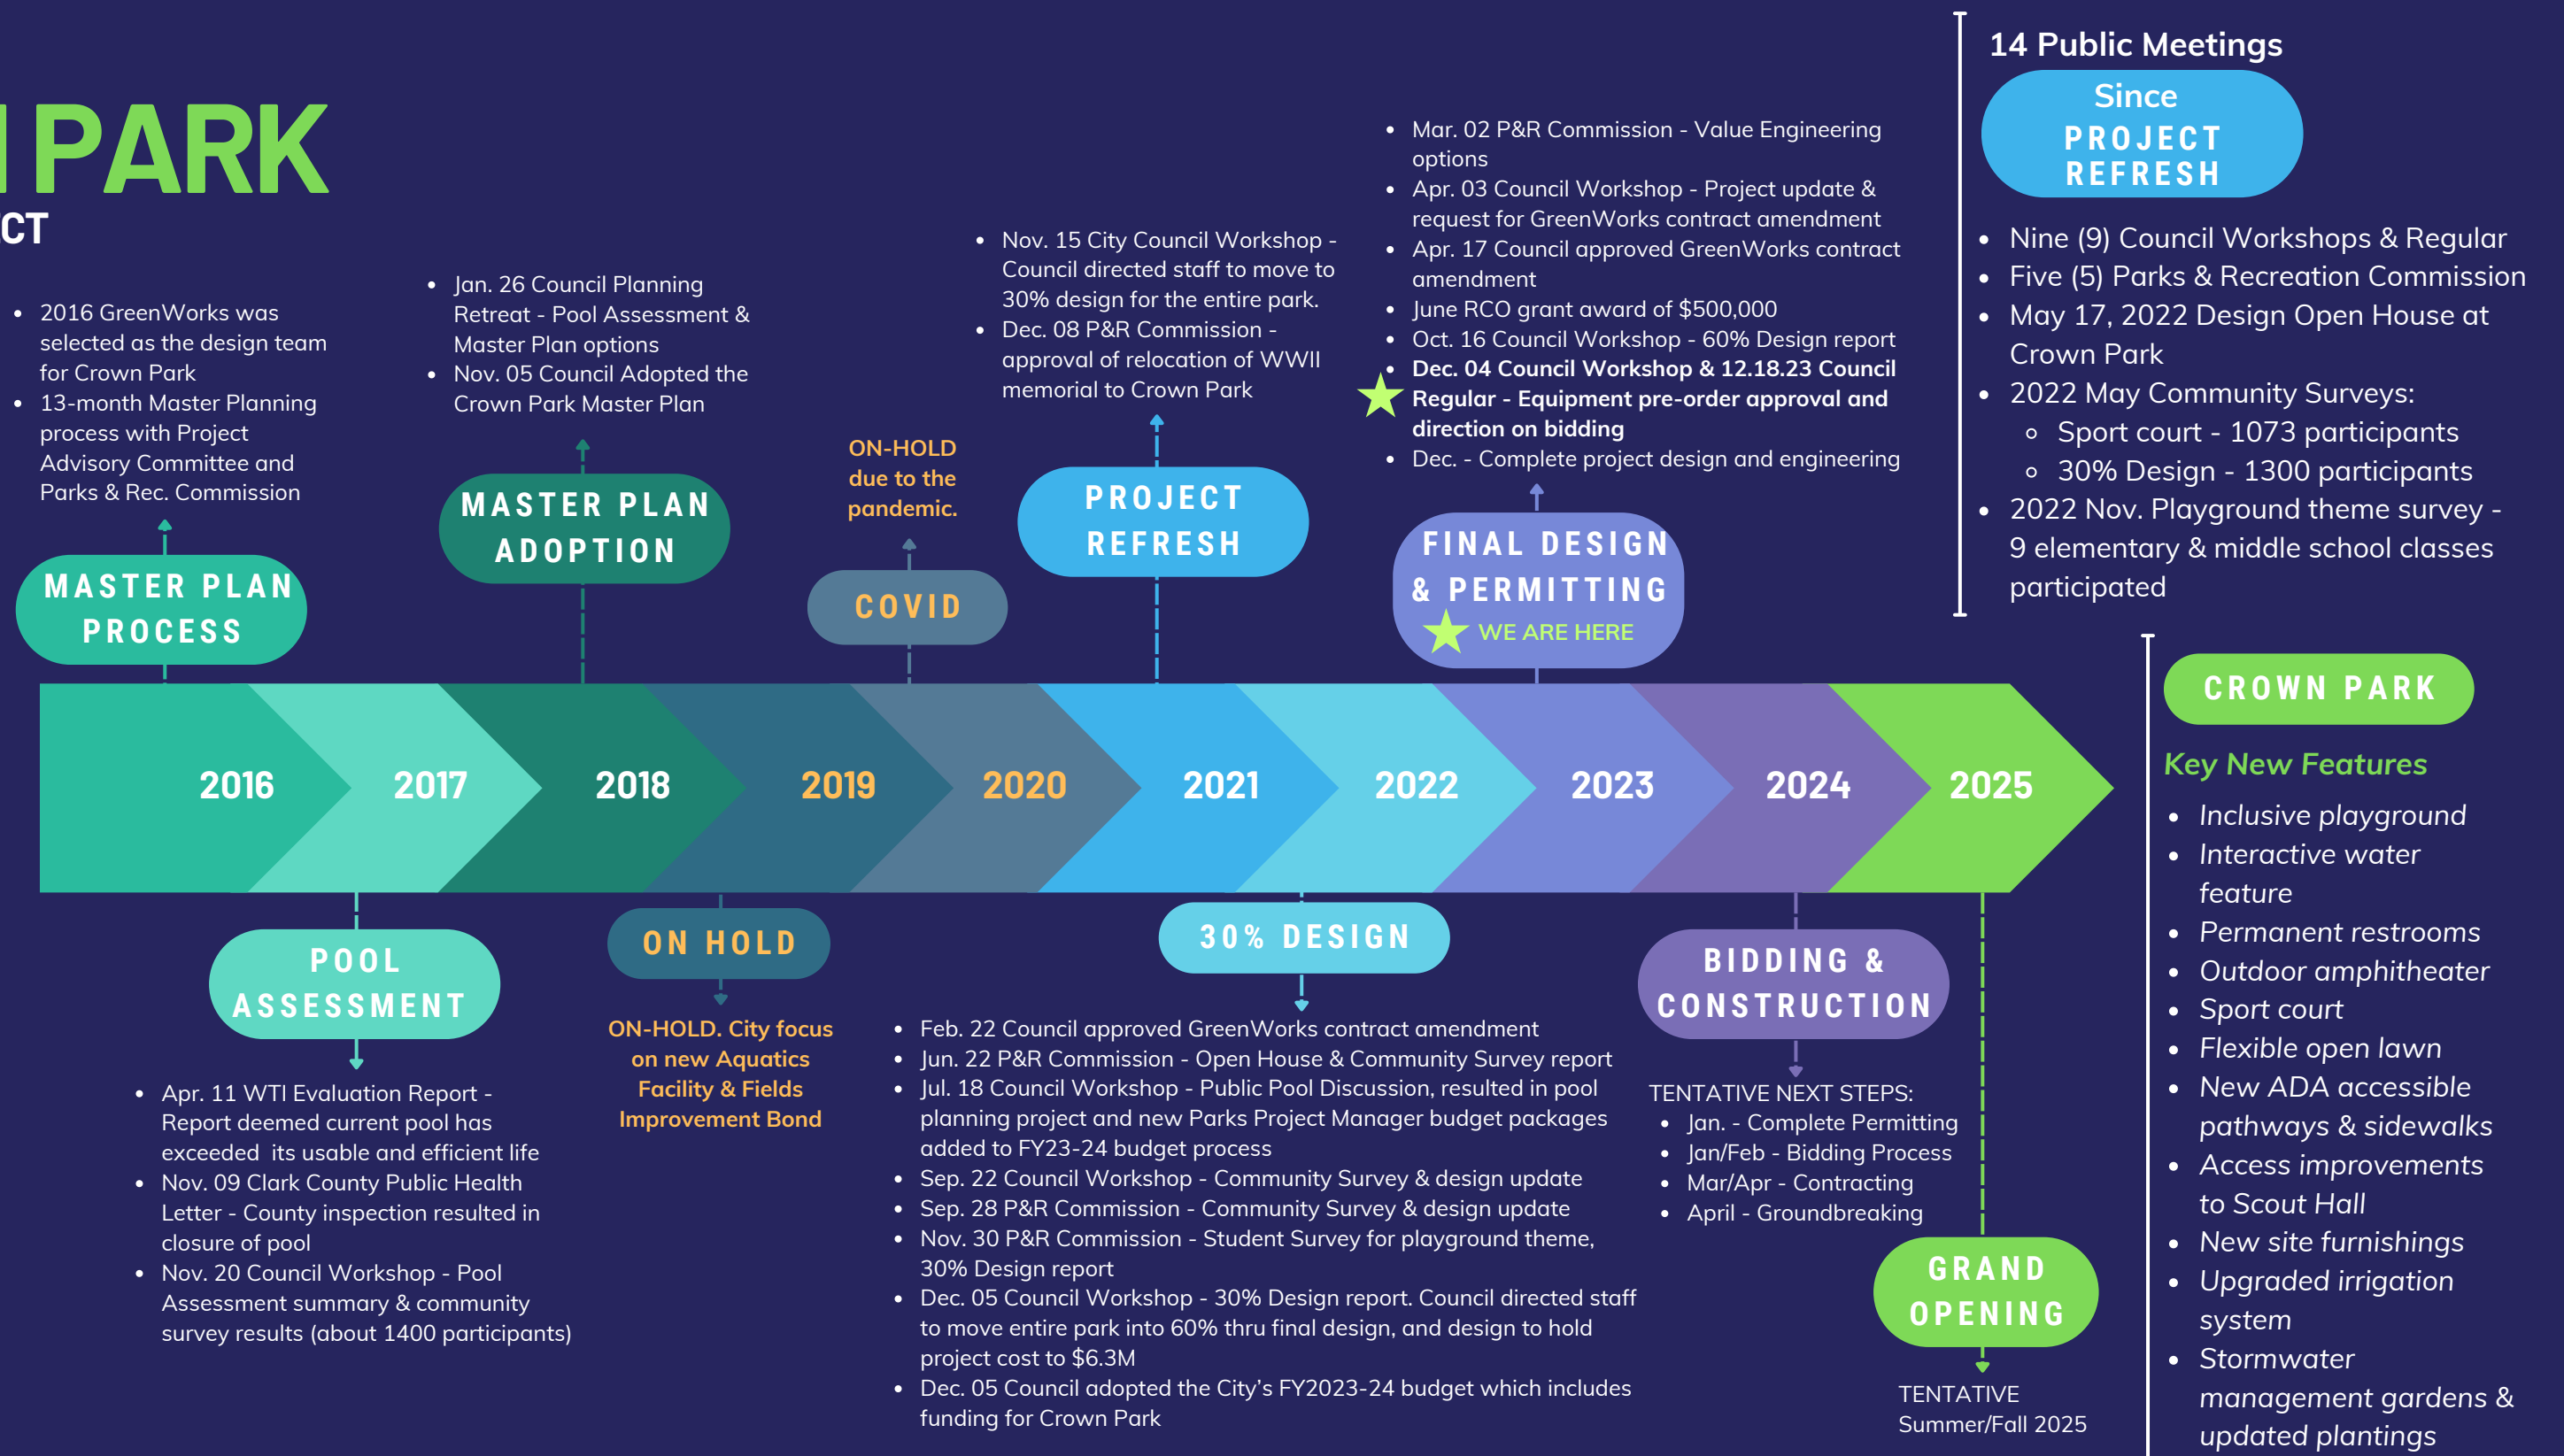 PARK
CT
2016 GreenWorks was
selected as the design team
for Crown Park
13-month Master Planning
process with Project
Advisory Committee and
Parks & Rec. Commission
MASTER PLAN
PROCESS
Jan. 26 Council Planning
Retreat - Pool Assessment &
Master Plan options
Nov. 05 Council Adopted the
Crown Park Master Plan
MASTER PLAN
ADOPTION
ON-HOLD
due to the
pandemic.
COVID
Nov. 15 City Council Workshop -
Council directed staff to move to
30% design for the entire park.
Dec. 08 P&R Commission -
approval of relocation of WWII
memorial to Crown Park
PROJECT
REFRESH
Mar. 02 P&R Commission - Value Engineering
options
Apr. 03 Council Workshop - Project update &
request for GreenWorks contract amendment
Apr. 17 Council approved GreenWorks contract
amendment
June RCO grant award of $500,000
Oct. 16 Council Workshop - 60% Design report
Dec. 04 Council Workshop & 12.18.23 Council
Regular - Equipment pre-order approval and
direction on bidding
Dec. - Complete project design and engineering
FINAL DESIGN
& PERMITTING
WE ARE HERE
14 Public Meetings
Since
PROJECT
REFRESH
Nine (9) Council Workshops & Regular
Five (5) Parks & Recreation Commission
May 17, 2022 Design Open House at
Crown Park
2022 May Community Surveys:
Sport court - 1073 participants
30% Design - 1300 participants
2022 Nov. Playground theme survey -
9 elementary & middle school classes
participated
2016 2017 2018 2019 2020 2021 2022 2023 2024 2025
POOL
ASSESSMENT
Apr. 11 WTI Evaluation Report -
Report deemed current pool has
exceeded its usable and efficient life
Nov. 09 Clark County Public Health
Letter - County inspection resulted in
closure of pool
Nov. 20 Council Workshop - Pool
Assessment summary & community
survey results (about 1400 participants)
ON HOLD
ON-HOLD. City focus
on new Aquatics
Facility & Fields
Improvement Bond
30% DESIGN
Feb. 22 Council approved GreenWorks contract amendment
Jun. 22 P&R Commission - Open House & Community Survey report
Jul. 18 Council Workshop - Public Pool Discussion, resulted in pool
planning project and new Parks Project Manager budget packages
added to FY23-24 budget process
Sep. 22 Council Workshop - Community Survey & design update
Sep. 28 P&R Commission - Community Survey & design update
Nov. 30 P&R Commission - Student Survey for playground theme,
30% Design report
Dec. 05 Council Workshop - 30% Design report. Council directed staff
to move entire park into 60% thru final design, and design to hold
project cost to $6.3M
Dec. 05 Council adopted the City's FY2023-24 budget which includes
funding for Crown Park
BIDDING &
CONSTRUCTION
TENTATIVE NEXT STEPS:
Jan. - Complete Permitting
Jan/Feb - Bidding Process
Mar/Apr - Contracting
April - Groundbreaking
GRAND
OPENING
TENTATIVE
Summer/Fall 2025
CROWN PARK
Key New Features
Inclusive playground
Interactive water
feature
Permanent restrooms
Outdoor amphitheater
Sport court
Flexible open lawn
New ADA accessible
pathways & sidewalks
Access improvements
to Scout Hall
New site furnishings
Upgraded irrigation
system
Stormwater
management gardens &
updated plantings